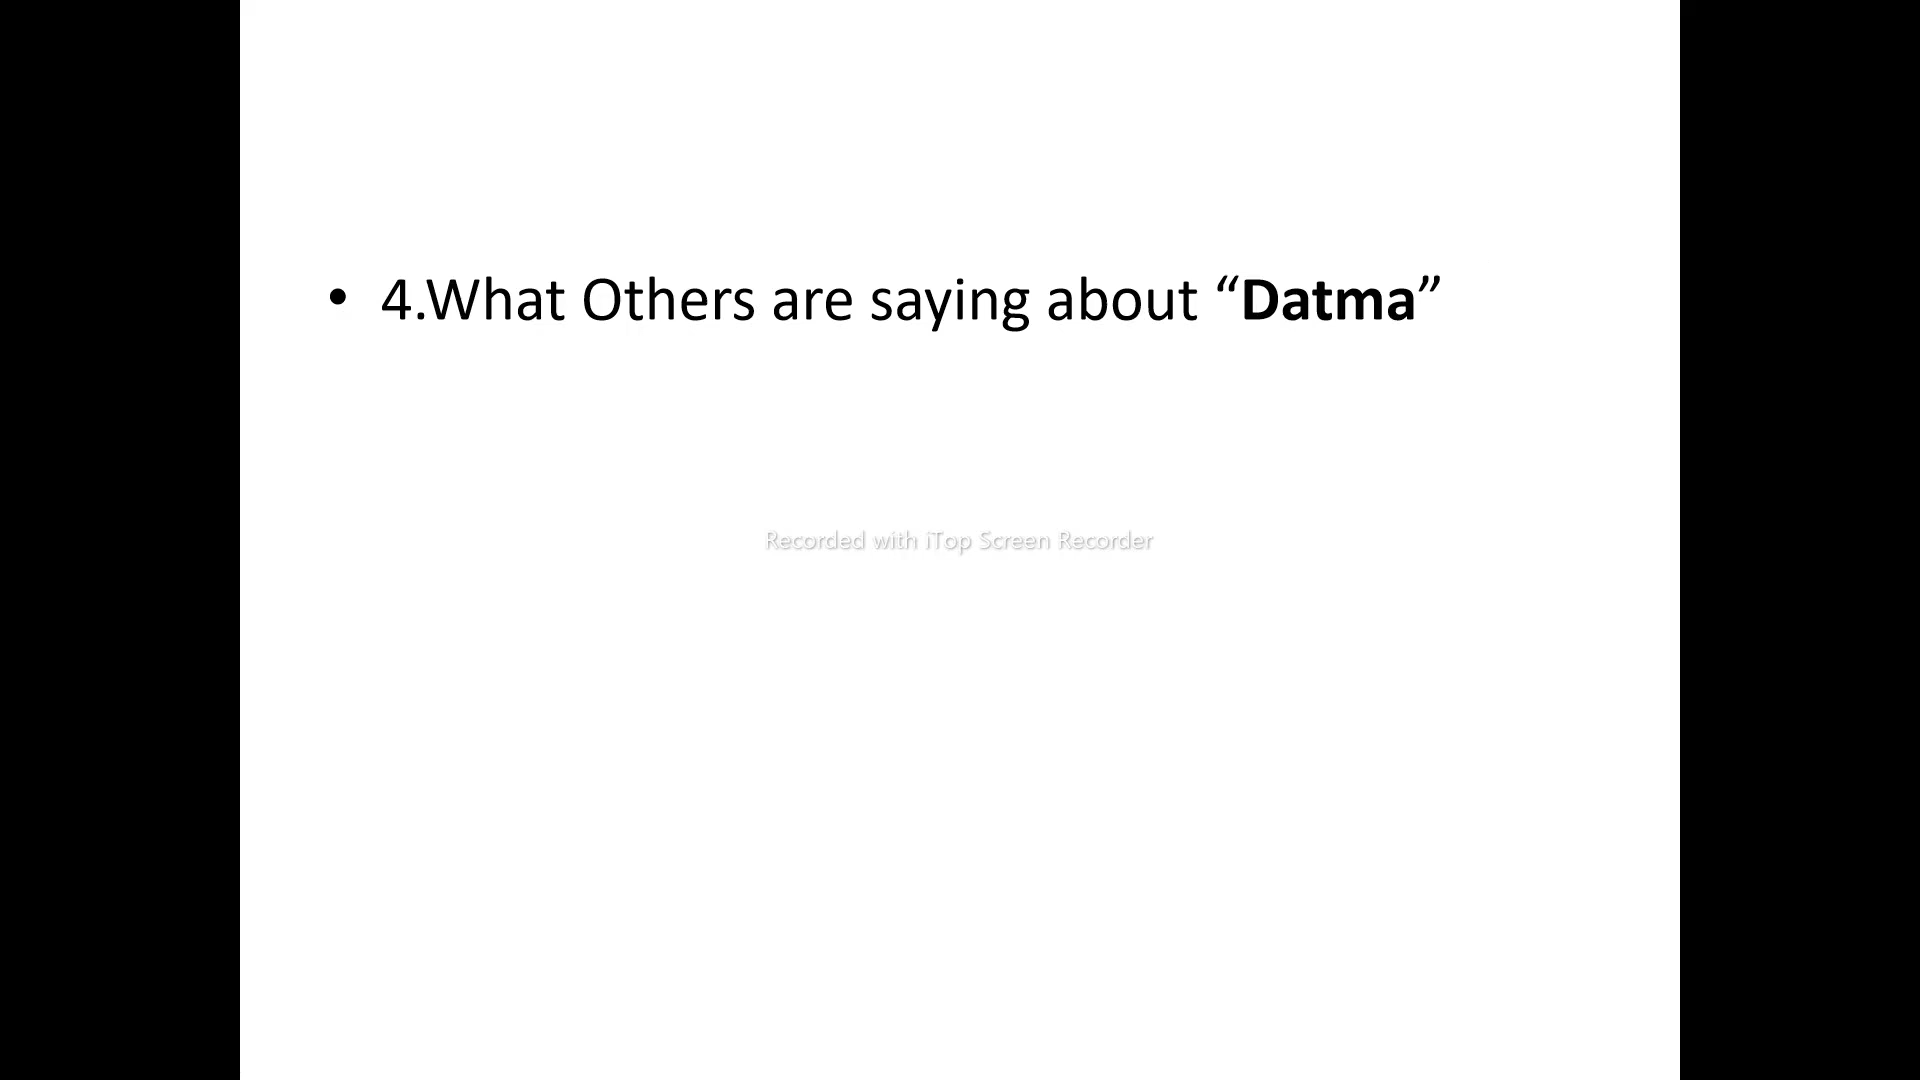 • 4.What Others are saying about “Datma”
Recorded with iTop Screen Recorder